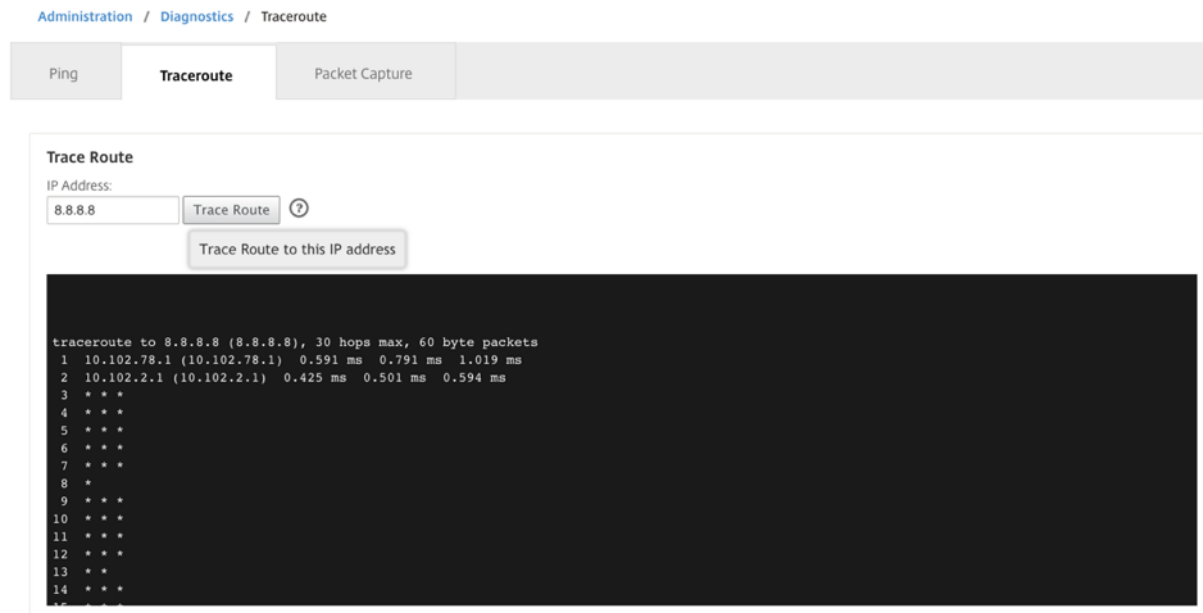 Administration / Diagnostics / Traceroute
Ping Traceroute Packet Capture
Trace Route
IP Address:
8.8.8.8 Trace Route ?
Trace Route to this IP address
traceroute to 8.8.8.8 (8.8.8.8), 30 hops max, 60 byte packets
1 10.102.78.1 (10.102.78.1) 0.591 ms 0.791 ms 1.019 ms
2 10.102.2.1 (10.102.2.1) 0.425 ms 0.501 ms 0.594 ms
3 * * *
4 * * *
5 * * *
6 * * *
7 * * *
8 *
9 * * *
10 * * *
11 * * *
12 * * *
13 * *
14 * * *
15 * * *